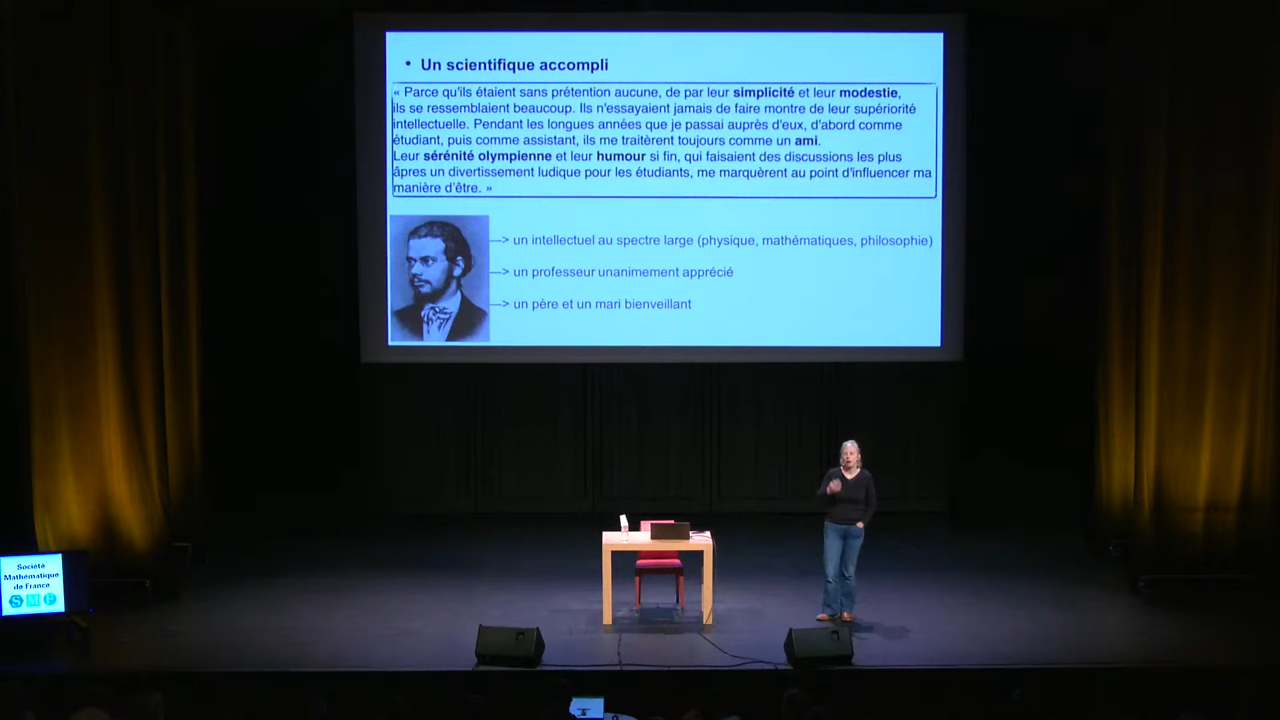 • Un scientifique accompli
« Parce qu'ils étaient sans prétention aucune, de par leur simplicité et leur modestie,
ils se ressemblaient beaucoup. Ils n'essayaient jamais de faire montre de leur supériorité
intellectuelle. Pendant les longues années que je passai auprès d'eux, d'abord comme
étudiant, puis comme assistant, ils me traitèrent toujours comme un ami.
Leur sérénité olympienne et leur humour si fin, qui faisaient des discussions les plus
âpres un divertissement ludique pour les étudiants, me marquèrent au point d'influencer ma
manière d'être. »
—> un intellectuel au spectre large (physique, mathématiques, philosophie)
—> un professeur unanimement apprécié
—> un père et un mari bienveillant
Société
Mathématique
de France
S M F